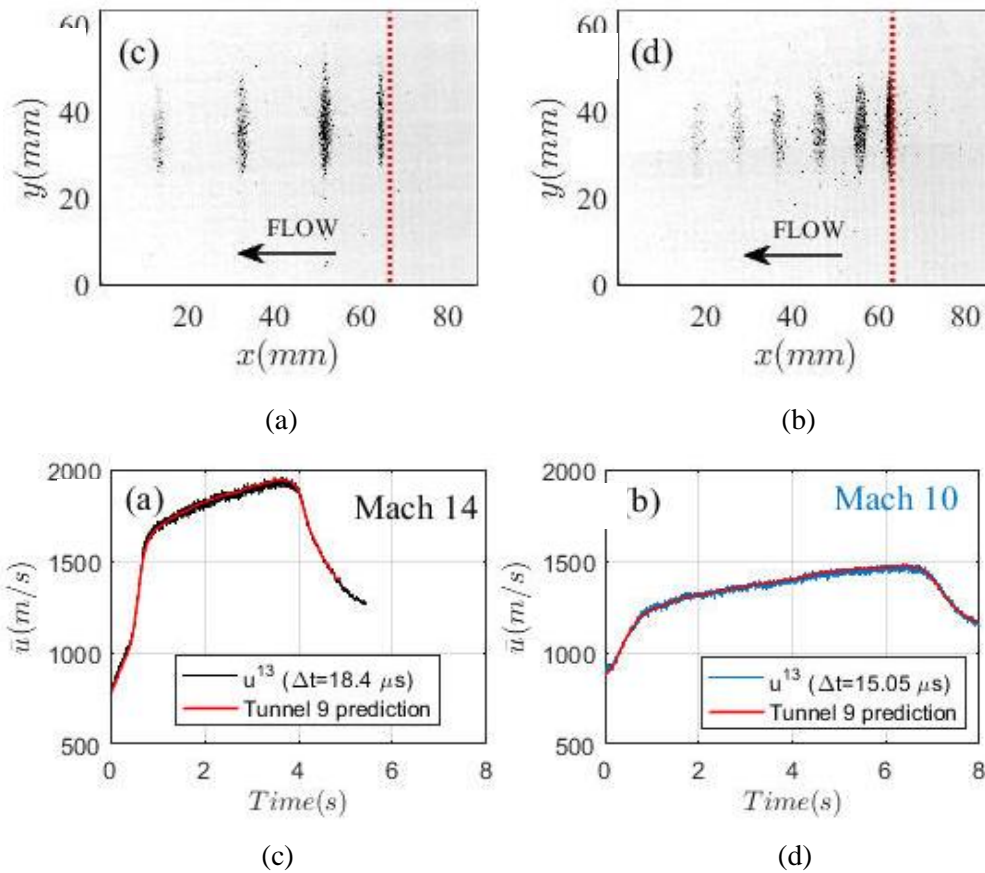 60
(c)
y(mm)
40
20
0
FLOW
20
40
60
80
x(mm)
(a)
60
(d)
y(mm)
40
20
0
FLOW
20
40
60
80
x(mm)
(b)
2000
(a)
Mach 14
1500
ū(m/s)
1000
u¹³ (Δt=18.4 μs)
Tunnel 9 prediction
500
0
2
4
6
8
Time(s)
(c)
2000
b)
Mach 10
1500
ū(m/s)
1000
u¹³ (Δt=15.05 μs)
Tunnel 9 prediction
500
0
2
4
6
8
Time(s)
(d)